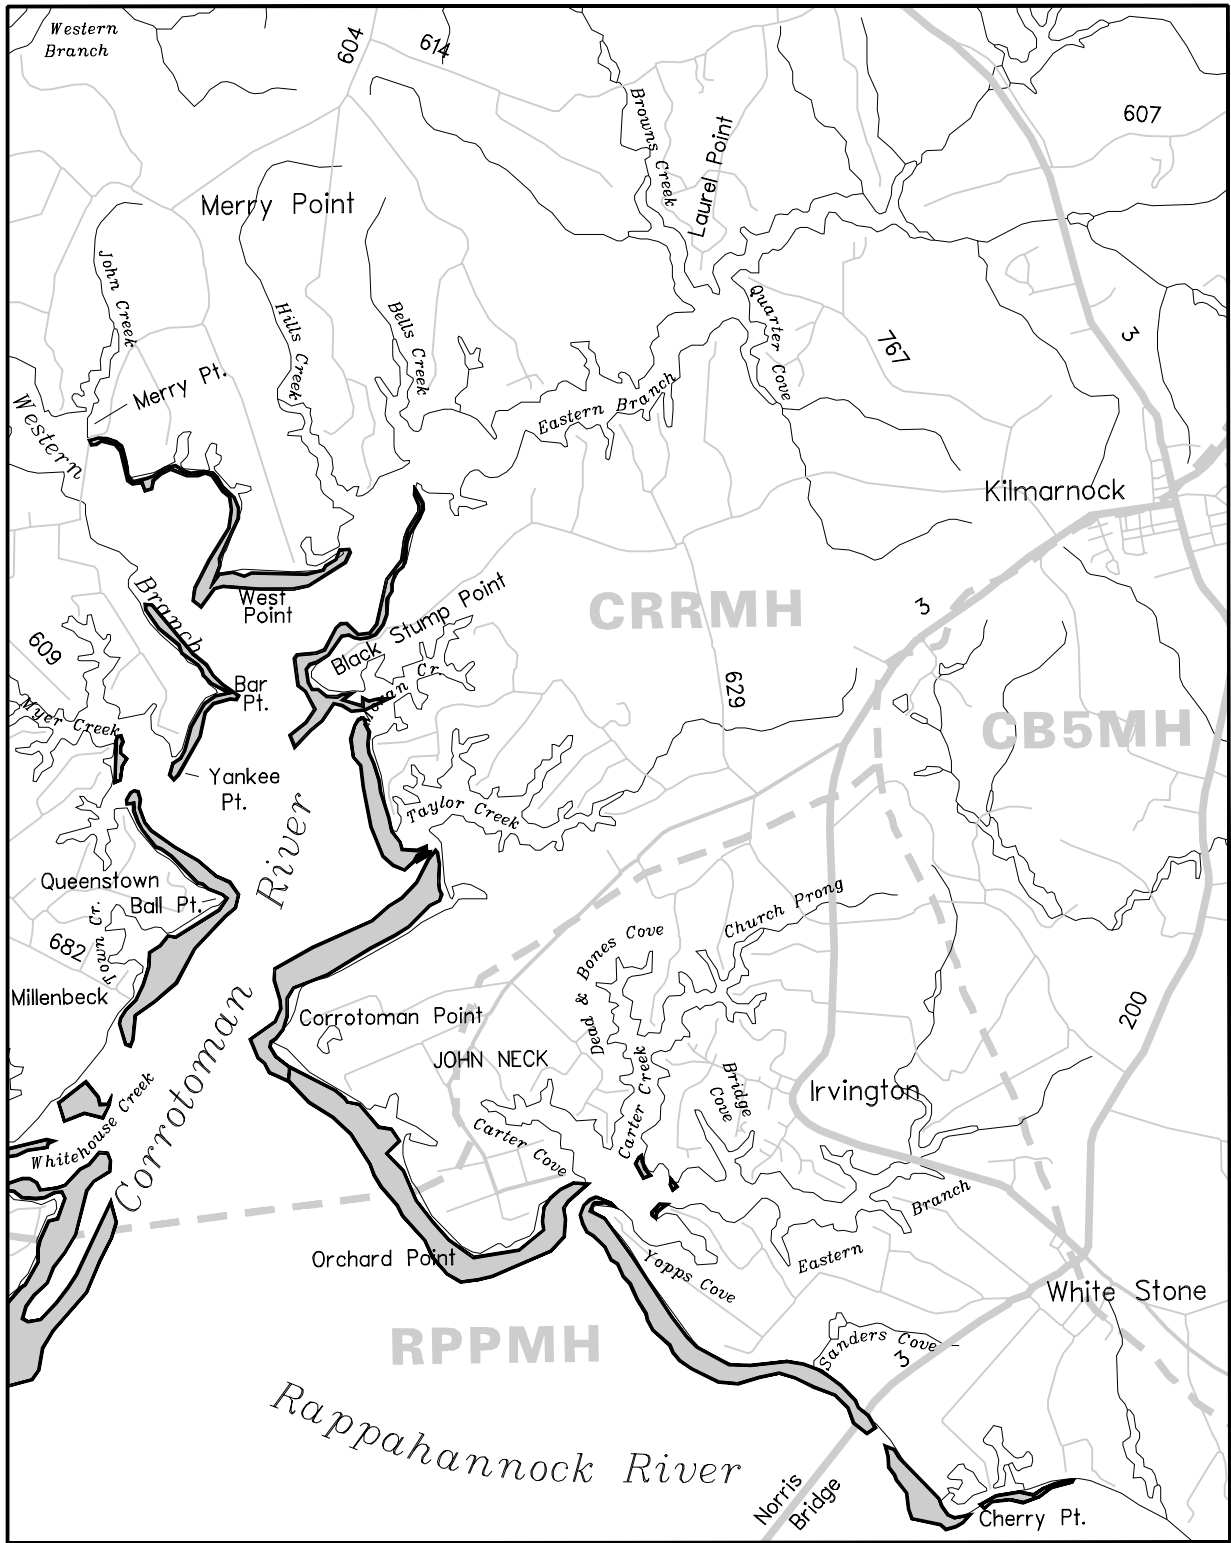 Western
Branch
604
614
607
Browns Creek
Laurel Point
Merry Point
John Creek
Hills Creek
Bells Creek
Quarter Cove
767
3
Merry Pt.
Western
Eastern Branch
Kilmarnock
Branch
West
Point
CRRMH
3
Black Stump Point
609
Bar
Pt.
Moran Cr.
629
Myer Creek
CB5MH
Yankee
Pt.
Taylor Creek
River
Queenstown
Ball Pt.
Town Cr.
682
Church Prong
Dead & Bones Cove
Millenbeck
Corrotoman
Corrotoman Point
200
JOHN NECK
Carter Creek
Bridge
Cove
Irvington
Whitehouse Creek
Carter
Cove
Branch
Eastern
Orchard Point
Yopps Cove
White Stone
RPPMH
Sanders Cove
3
Rappahannock River
Norris
Bridge
Cherry Pt.